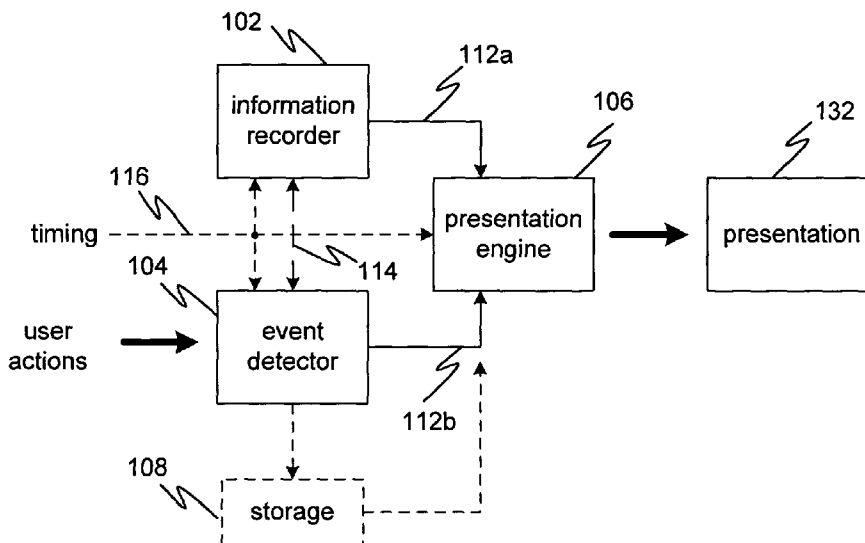 102
112a
information
recorder
106
132
116
timing
presentation
engine
presentation
114
104
user
actions
event
detector
112b
108
storage